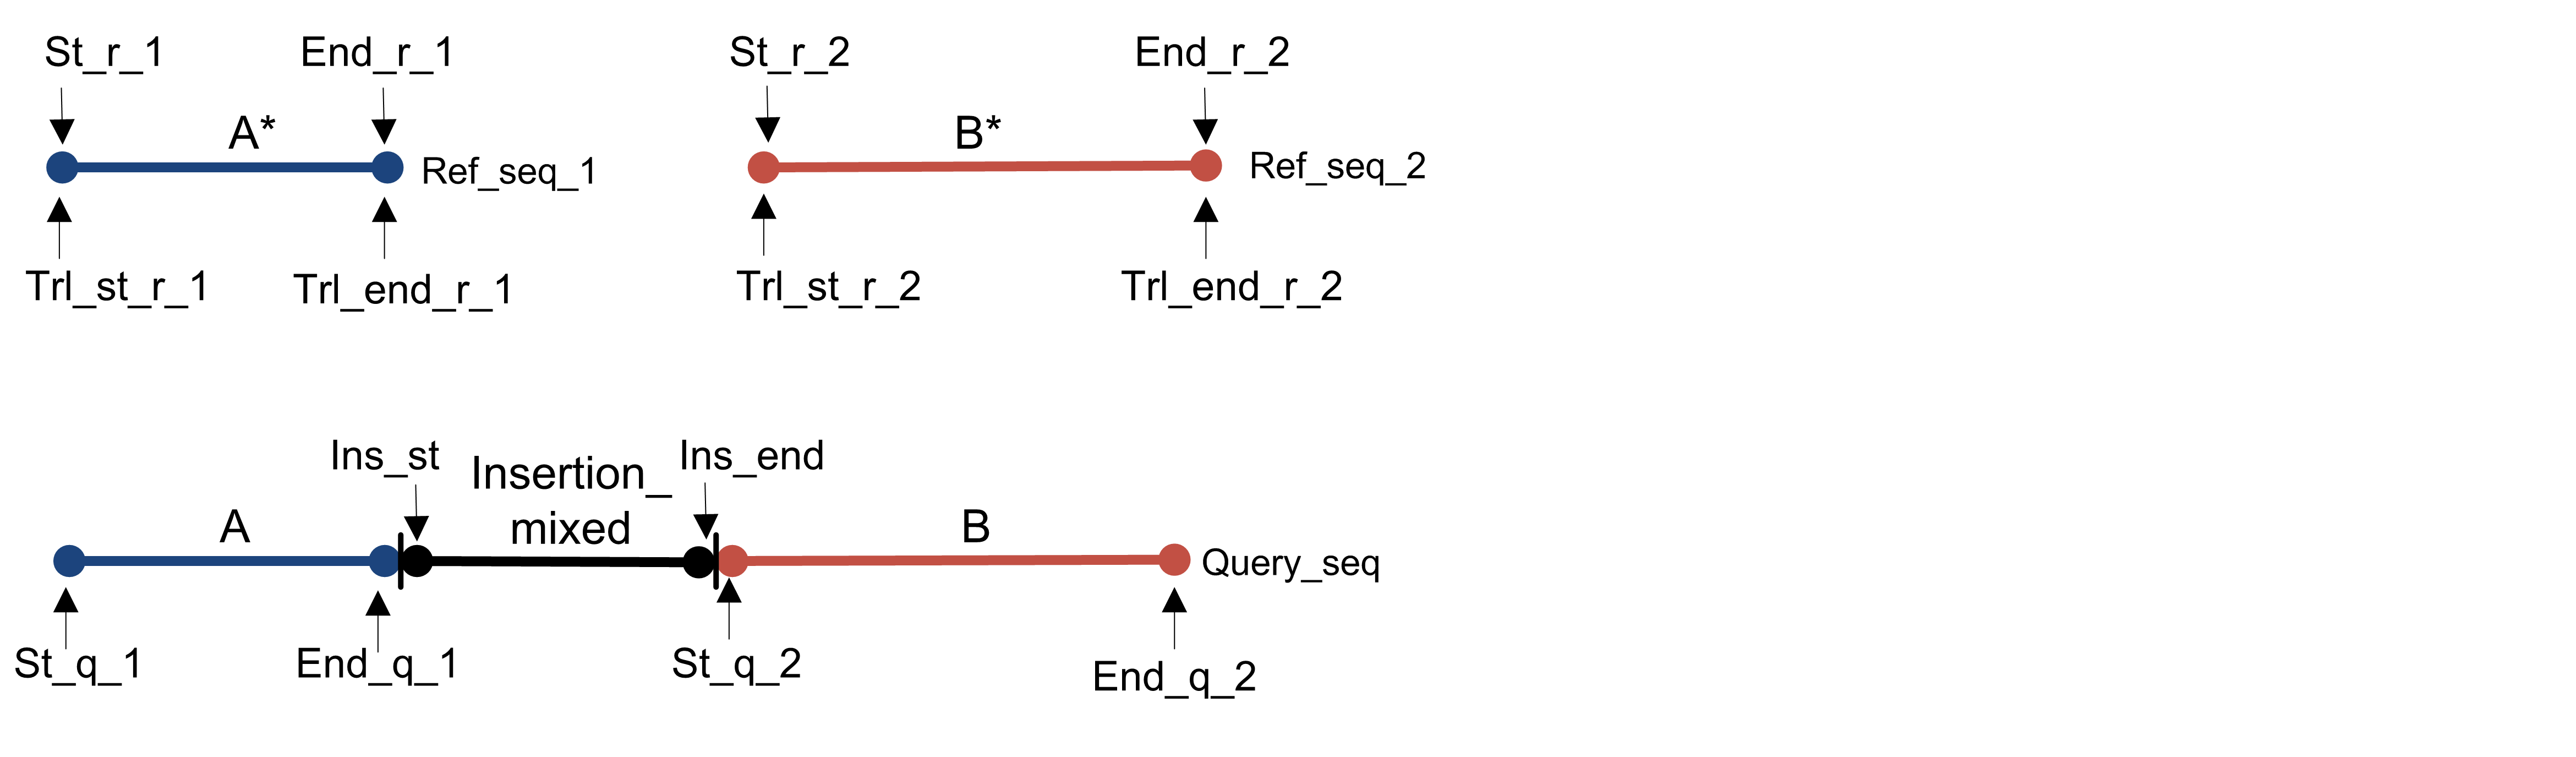 St_r_1
End_r_1
St_r_2
End_r_2
A*
Ref_seq_1
B*
Ref_seq_2
Trl_st_r_1
Trl_end_r_1
Trl_st_r_2
Trl_end_r_2
Ins_st
Insertion_
mixed
Ins_end
A
B
Query_seq
St_q_1
End_q_1
St_q_2
End_q_2